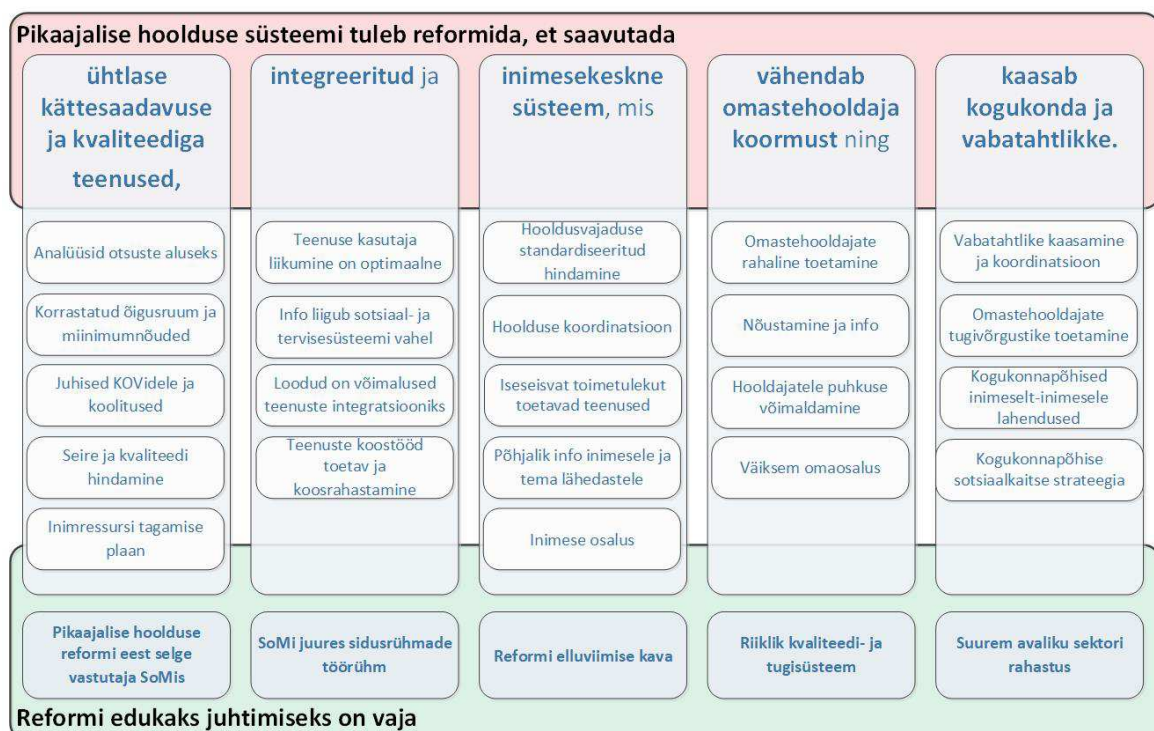 Pikaajalise hoolduse süsteemi tuleb reformida, et saavutada
ühtlase
kättesaadavuse
ja kvaliteediga
teenused,
integreeritud ja
inimesekeskne
süsteem, mis
vähendab
omastehooldaja
koormust ning
kaasab
kogukonda ja
vabatahtlikke.
Analüüsid otsuste aluseks
Korrastatud õigusruum ja
miinimumnõuded
Juhised KOVidele ja
koolitused
Seire ja kvaliteedi
hindamine
Inimressursi tagamise
plaan
Teenuse kasutaja
liikumine on optimaalne
Info liigub sotsiaal- ja
tervisesüsteemi vahel
Loodud on võimalused
teenuste integratsiooniks
Teenuste koostööd
toetav ja
koosrahastamine
Hooldusvajaduse
standardiseeritud
hindamine
Hoolduse koordinatsioon
Iseseisvat toimetulekut
toetavad teenused
Põhjalik info inimesele ja
tema lähedastele
Inimese osalus
Omastehooldajate
rahaline toetamine
Nõustamine ja info
Hooldajatele puhkuse
võimaldamine
Väiksem omaosalus
Vabatahtlike kaasamine
ja koordinatsioon
Omastehooldajate
tugivõrgustike toetamine
Kogukonnapõhised
inimeselt-inimesele
lahendused
Kogukonnapõhise
sotsiaalkaitse strateegia
Pikaajalise hoolduse
reformi eest selge
vastutaja SoMis
SoMi juures sidusrühmade
töörühm
Reformi elluviimise kava
Riiklik kvaliteedi- ja
tugisüsteem
Suurem avaliku sektori
rahastus
Reformi edukaks juhtimiseks on vaja